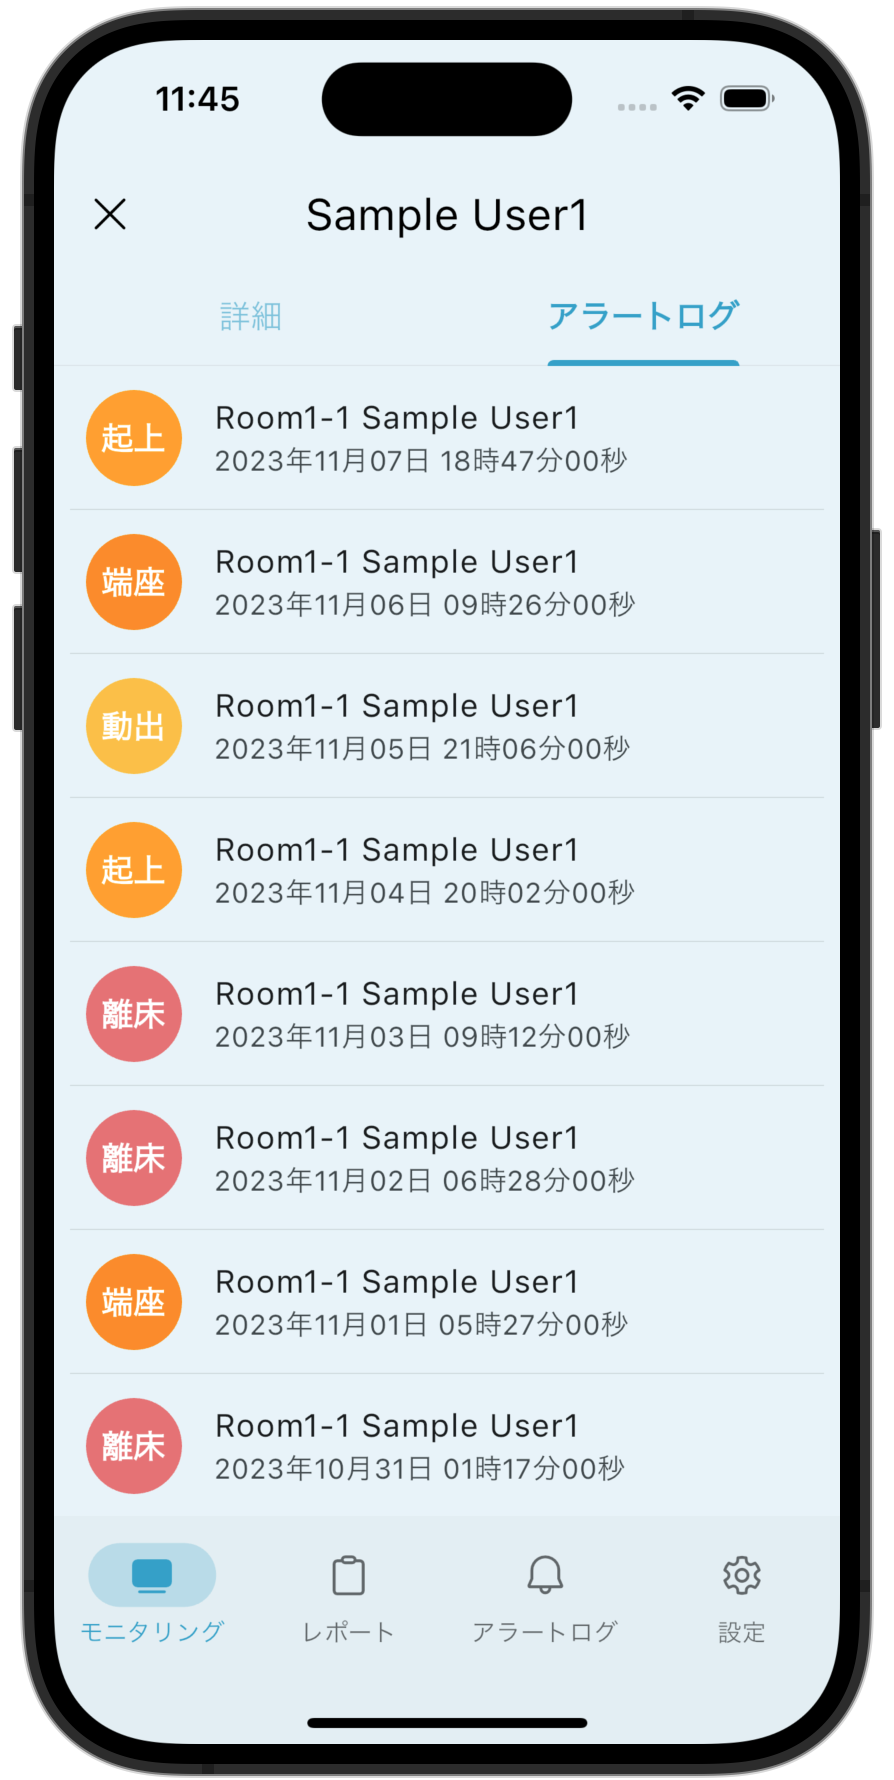 11:45
Sample User1
詳細
アラートログ
起上
Room1-1 Sample User1
2023年11月07日 18時47分00秒
端座
Room1-1 Sample User1
2023年11月06日 09時26分00秒
動出
Room1-1 Sample User1
2023年11月05日 21時06分00秒
起上
Room1-1 Sample User1
2023年11月04日 20時02分00秒
離床
Room1-1 Sample User1
2023年11月03日 09時12分00秒
離床
Room1-1 Sample User1
2023年11月02日 06時28分00秒
端座
Room1-1 Sample User1
2023年11月01日 05時27分00秒
離床
Room1-1 Sample User1
2023年10月31日 01時17分00秒
モニタリング
レポート
アラートログ
設定